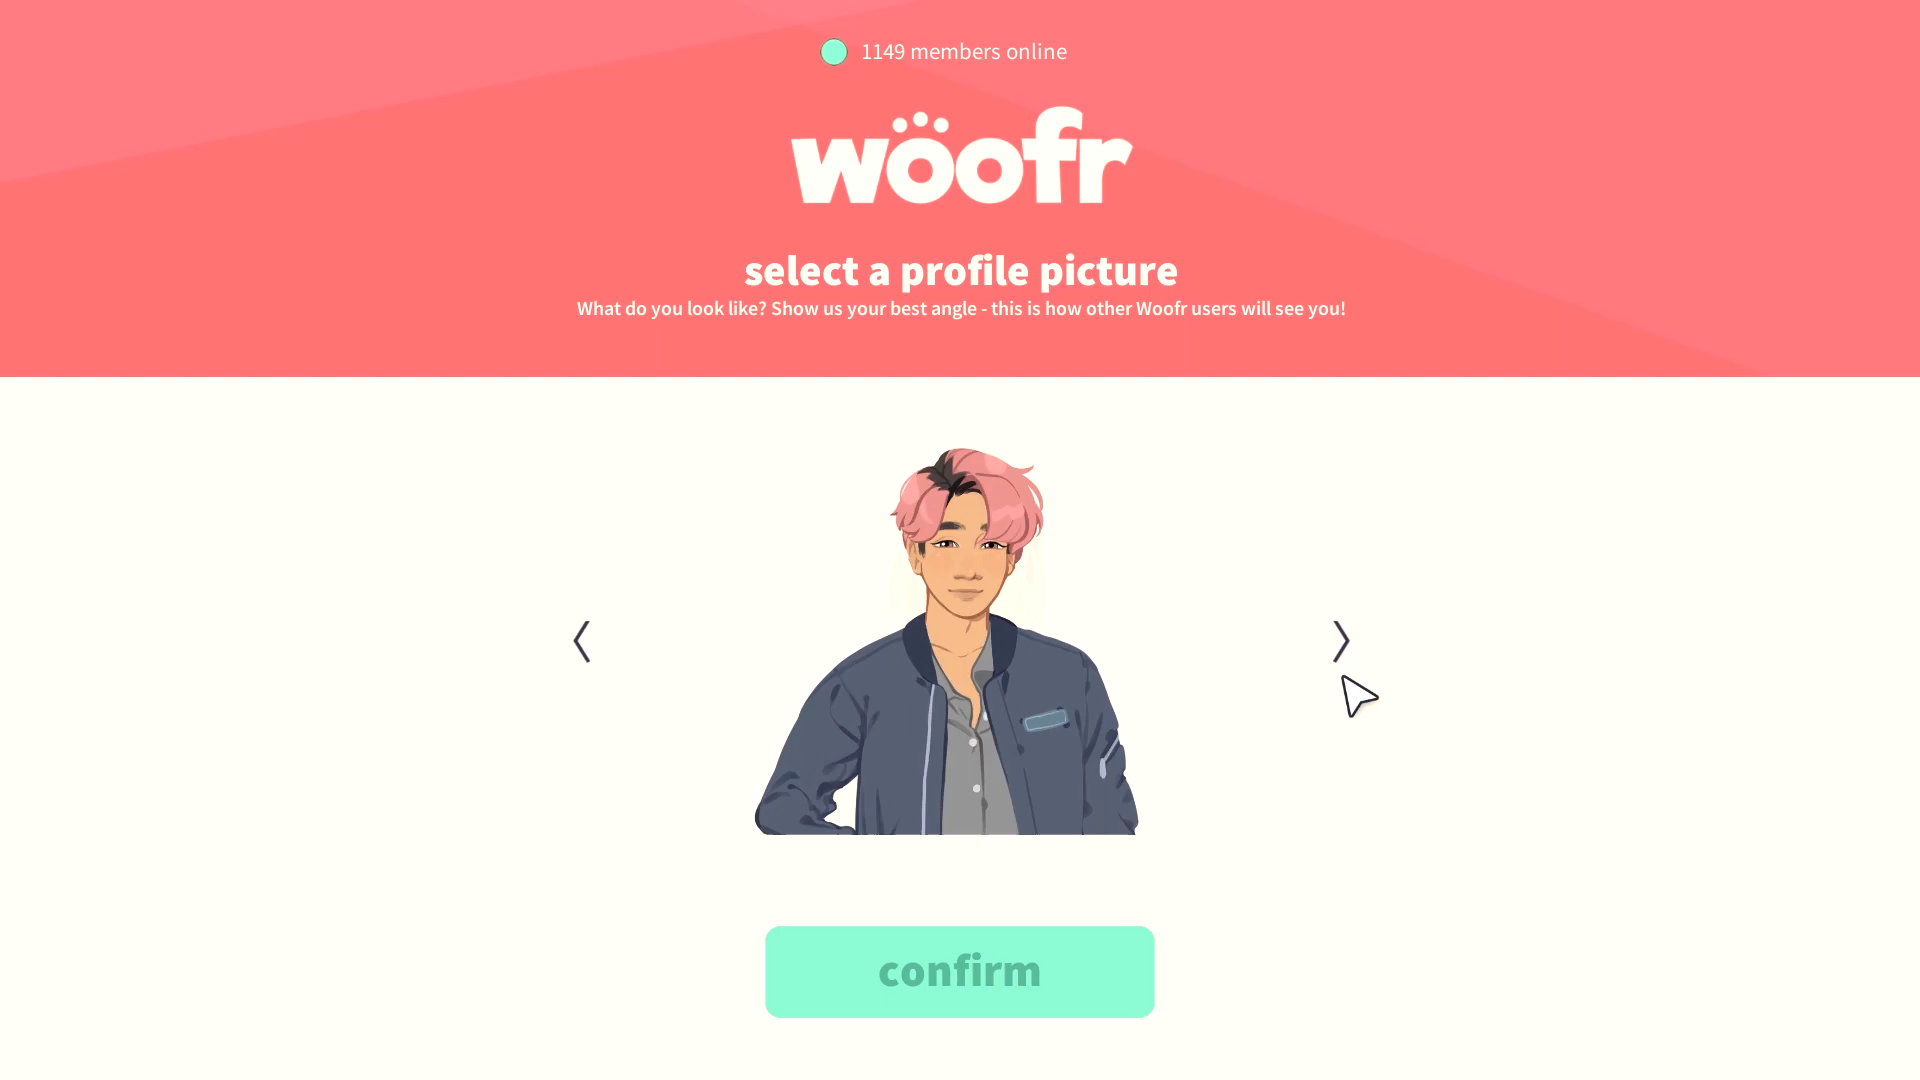 1149 members online
wöofr
select a profile picture
What do you look like? Show us your best angle - this is how other Woofr users will see you!
confirm